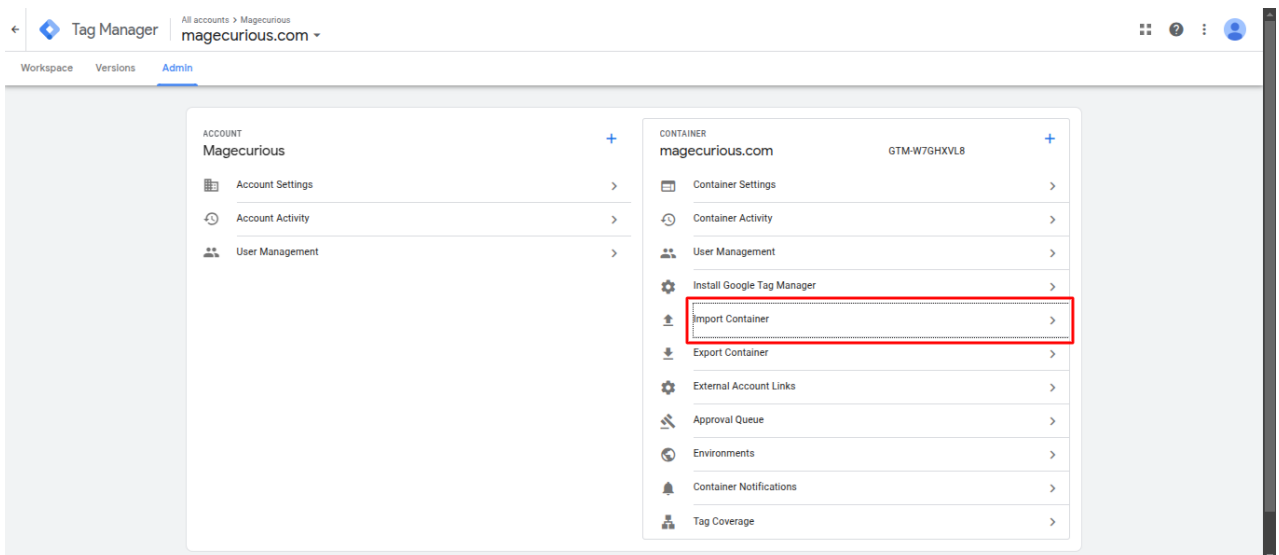 Tag Manager
All accounts > Magecurious
magecurious.com
Workspace Versions Admin
ACCOUNT
Magecurious
Account Settings
Account Activity
User Management
CONTAINER
magecurious.com GTM-W7GHXVL8
Container Settings
Container Activity
User Management
Install Google Tag Manager
Import Container
Export Container
External Account Links
Approval Queue
Environments
Container Notifications
Tag Coverage